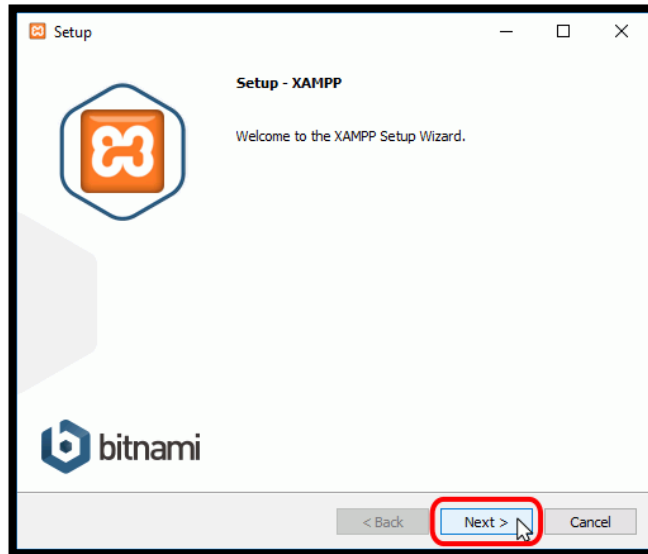 Setup
Setup - XAMPP
Welcome to the XAMPP Setup Wizard.
bitnami
< Back
Next >
Cancel